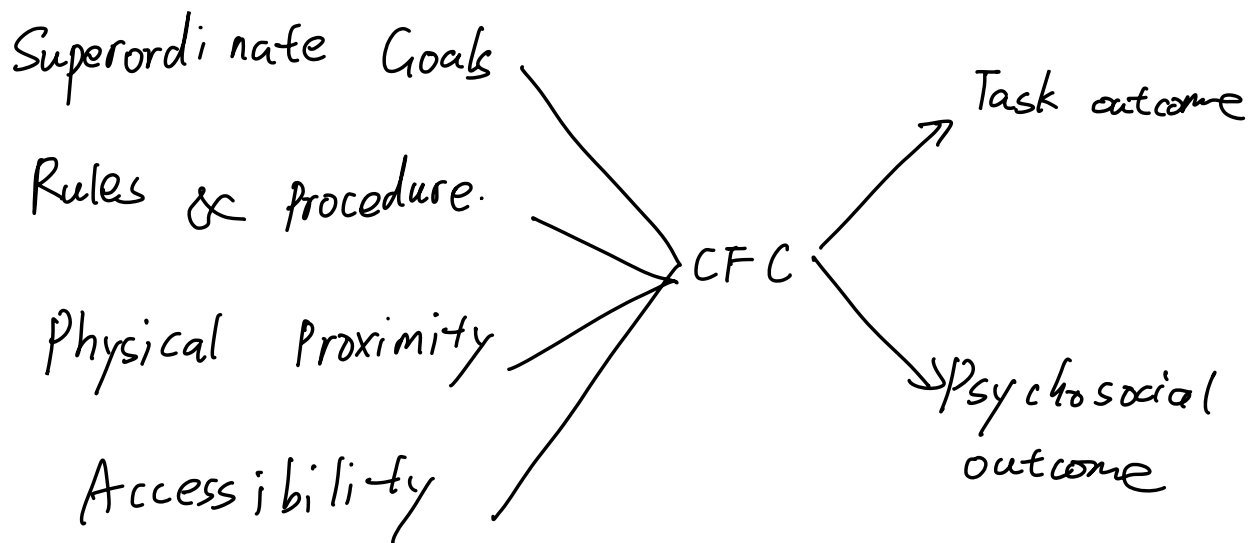 Superordinate Goals
Rules & Procedure.
Physical Proximity
Accessibility
CFC
Task outcome
Psychosocial
outcome